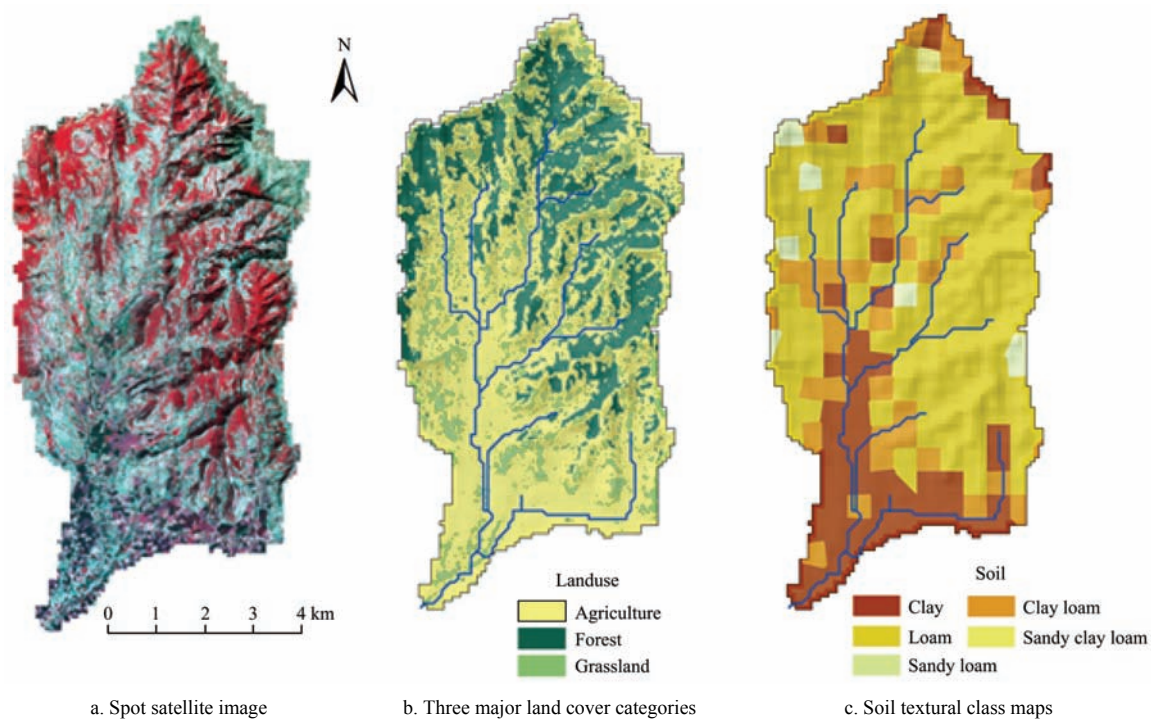 N
0 1 2 3 4 km
Landuse
Agriculture
Forest
Grassland
Soil
Clay
Clay loam
Loam
Sandy clay loam
Sandy loam
a. Spot satellite image
b. Three major land cover categories
c. Soil textural class maps